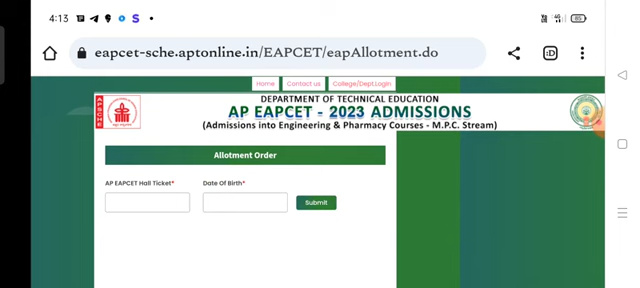 4:13
85
eapcet-sche.aptonline.in/EAPCET/eapAllotment.do
:D
Home Contact us College/Dept.Login
DEPARTMENT OF TECHNICAL EDUCATION
APSCHE
AP EAPCET - 2023 ADMISSIONS
(Admissions into Engineering & Pharmacy Courses - M.P.C. Stream)
Allotment Order
AP EAPCET Hall Ticket* Date Of Birth*
Submit